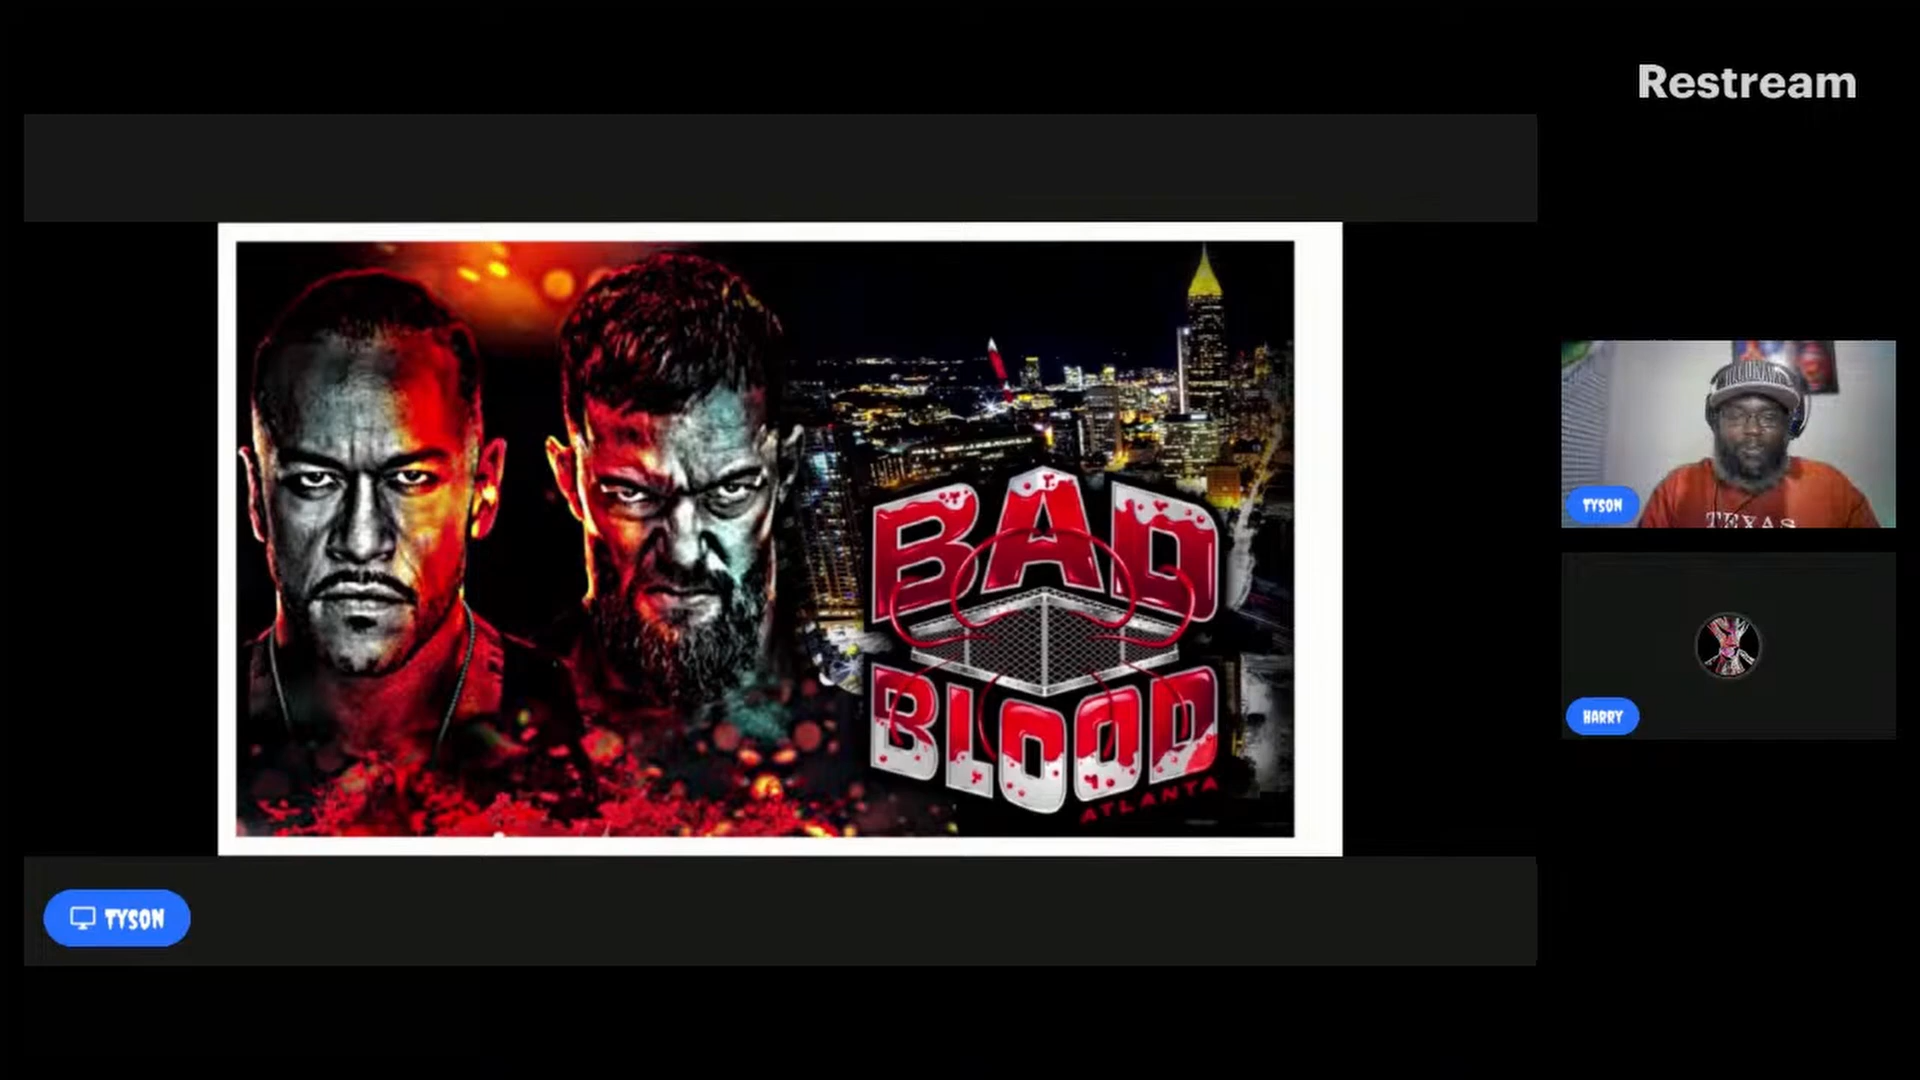 Restream
BAD
BLOOD
ATLANTA
TYSON
TEXAS
HARRY
TYSON